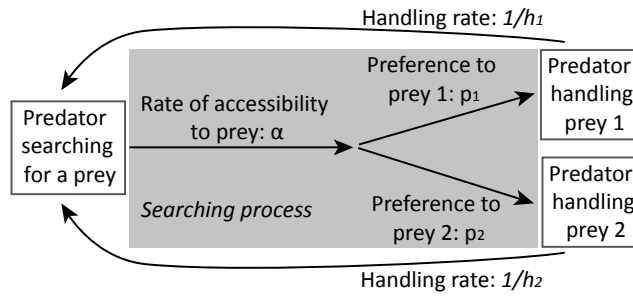 Handling rate: 1/h₁
Preference to
prey 1: p₁
Predator
handling
prey 1
Rate of accessibility
to prey: α
Predator
searching
for a prey
Searching process
Preference to
prey 2: p₂
Predator
handling
prey 2
Handling rate: 1/h₂